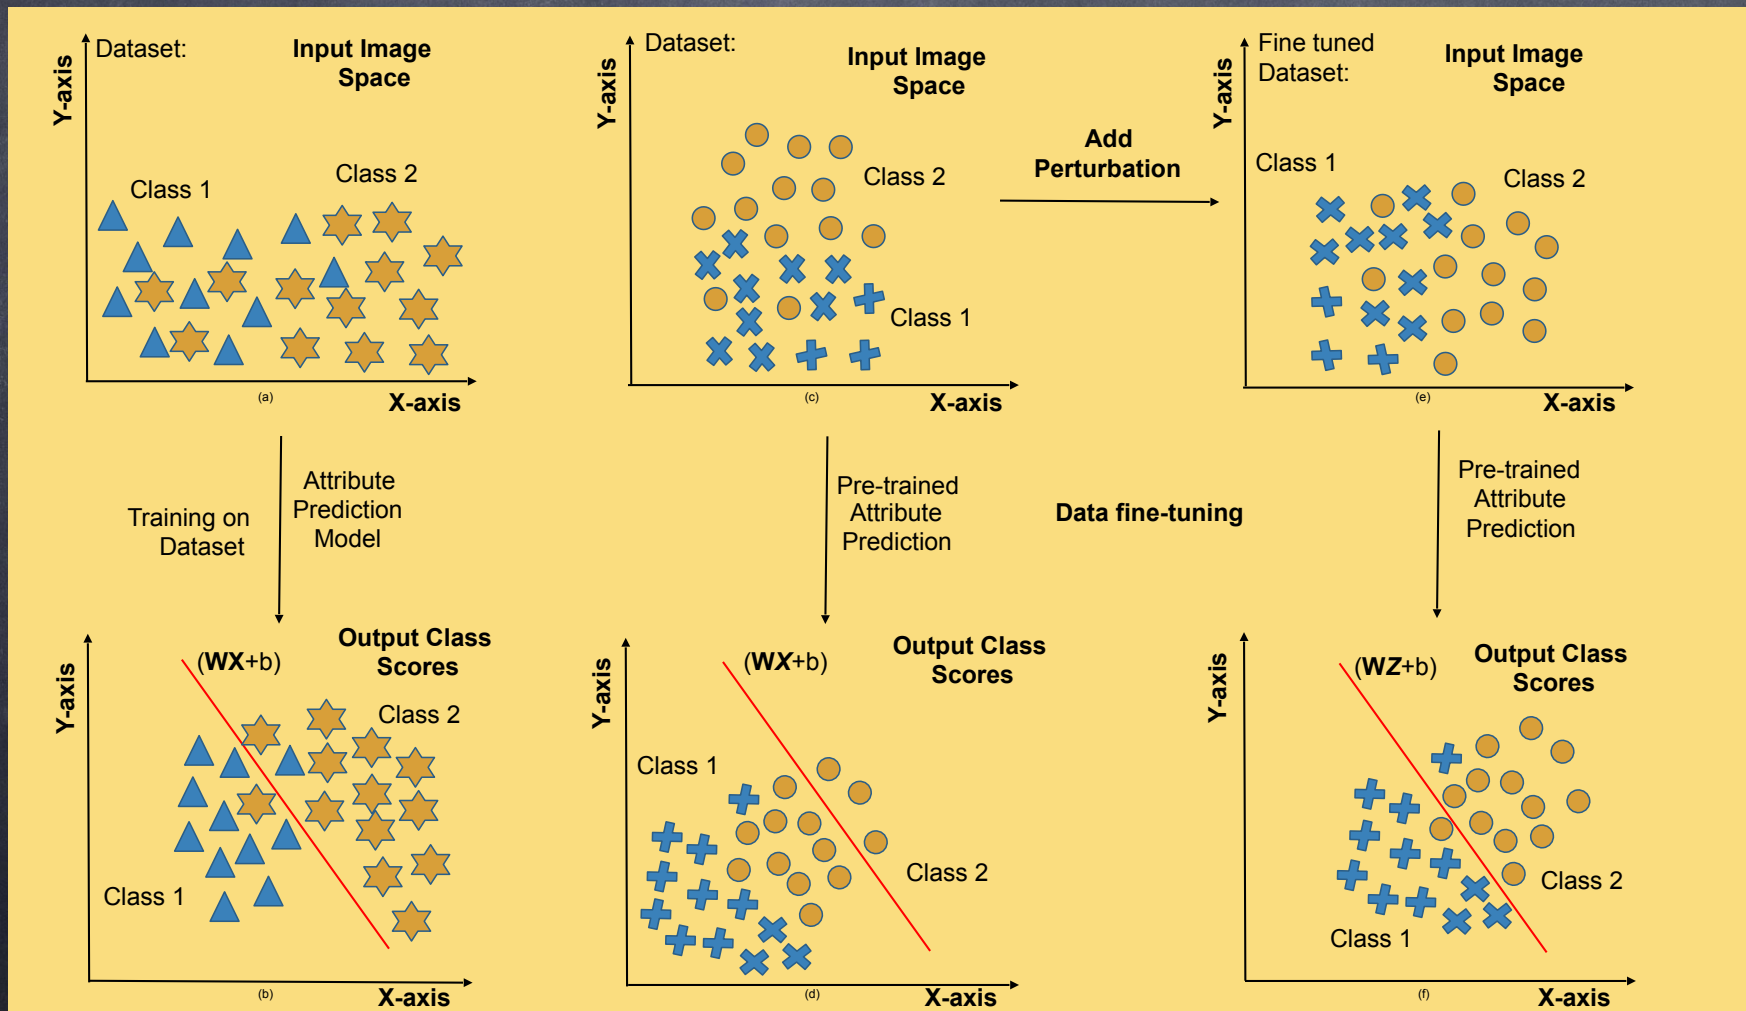 Dataset:
Input Image
Space
Y-axis
Class 1
Class 2
(a)
X-axis
Dataset:
Input Image
Space
Y-axis
Class 2
Class 1
(c)
X-axis
Add
Perturbation
Fine tuned
Dataset:
Input Image
Space
Y-axis
Class 1
Class 2
(e)
X-axis
Training on
Dataset
Attribute
Prediction
Model
Pre-trained
Attribute
Prediction
Data fine-tuning
Pre-trained
Attribute
Prediction
Y-axis
(WX+b)
Output Class
Scores
Class 2
Class 1
(b)
X-axis
Y-axis
(WX+b)
Output Class
Scores
Class 1
Class 2
(d)
X-axis
Y-axis
(WZ+b)
Output Class
Scores
Class 2
Class 1
(f)
X-axis